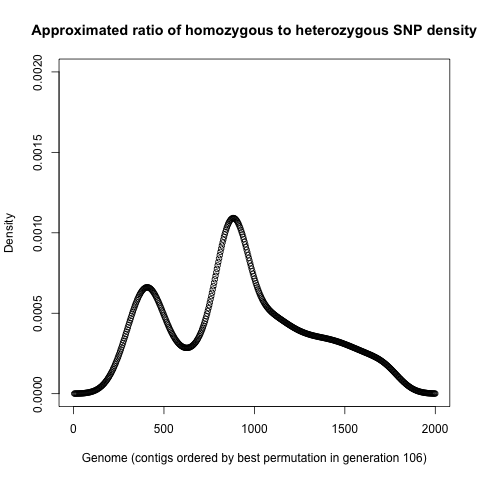 Approximated ratio of homozygous to heterozygous SNP density
Density
0.0020
0.0015
0.0010
0.0005
0.0000
0 500 1000 1500 2000
Genome (contigs ordered by best permutation in generation 106)